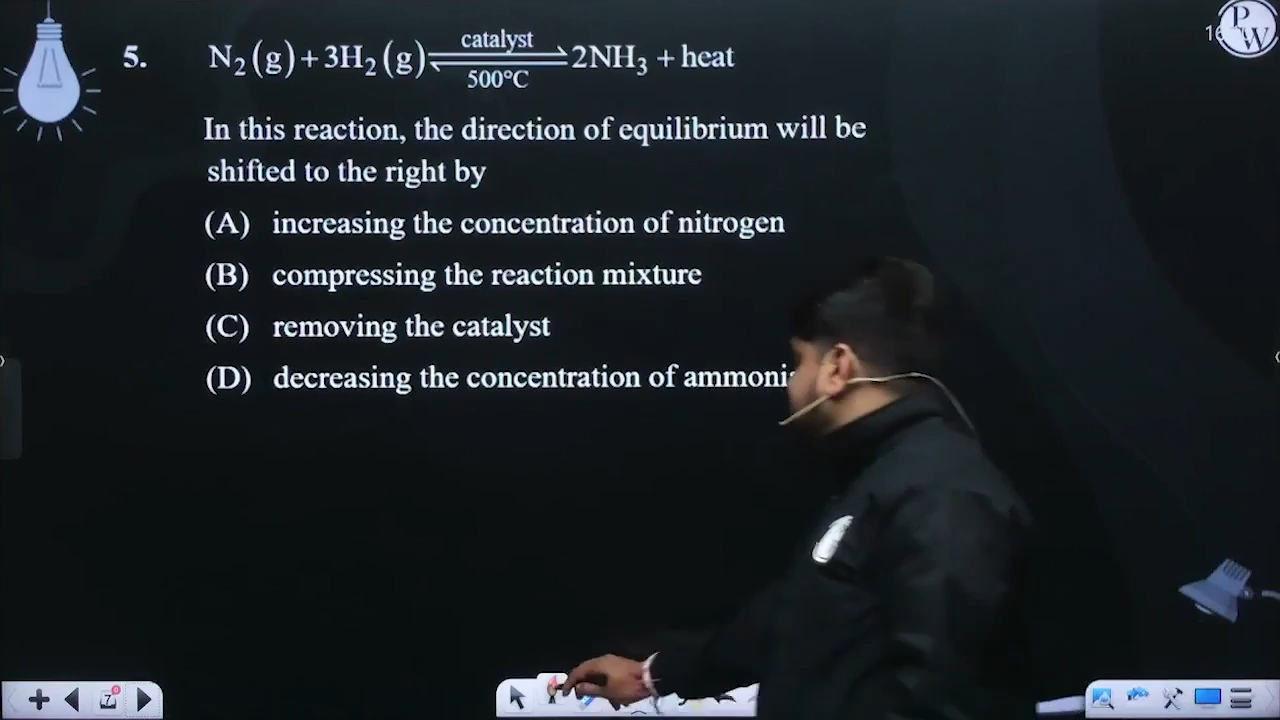 5. N₂(g)+3H₂(g) ⇌ 2NH₃ + heat
catalyst
500°C
In this reaction, the direction of equilibrium will be
shifted to the right by
(A) increasing the concentration of nitrogen
(B) compressing the reaction mixture
(C) removing the catalyst
(D) decreasing the concentration of
P
W
7